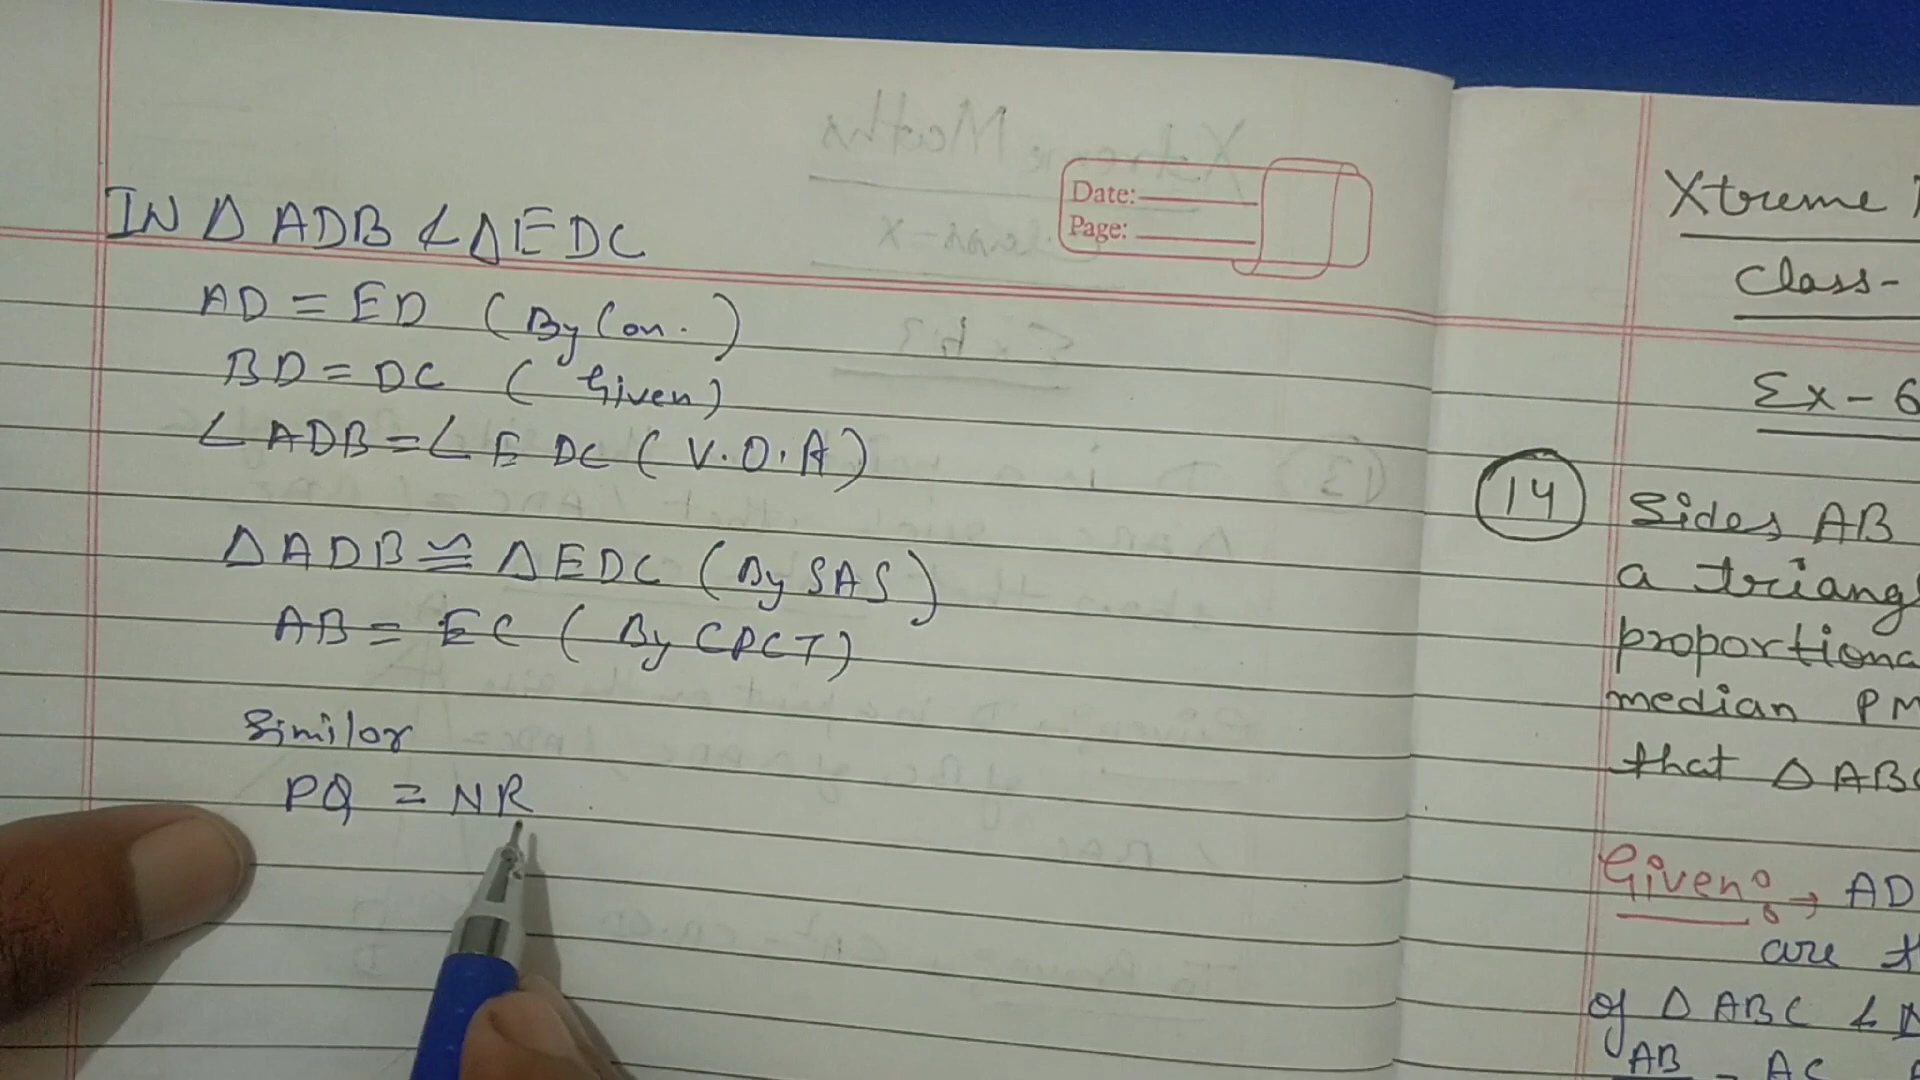 IN Δ ADB & Δ EDC
Date:
Page:
AD = ED (By Con.)
BD = DC (Given)
∠ ADB = ∠ EDC (V.O.A)
Δ ADB ≅ Δ EDC (By SAS)
AB = EC (By CPCT)
Similar
PQ = NR
Xtreme
Class-
Ex - 6
14 Sides AB
a triang
proportiona
median PM
that Δ ABC
Given: → AD
are
of Δ ABC &
AB = AC